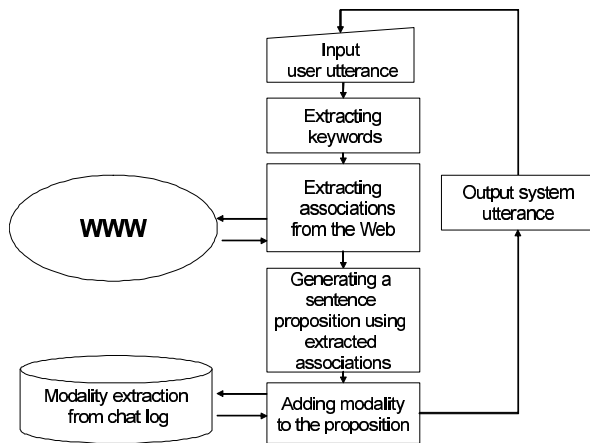 Input
user utterance
Extracting
keywords
Extracting
associations
from the Web
WWW
Output system
utterance
Generating a
sentence
proposition using
extracted
associations
Modality extraction
from chat log
Adding modality
to the proposition